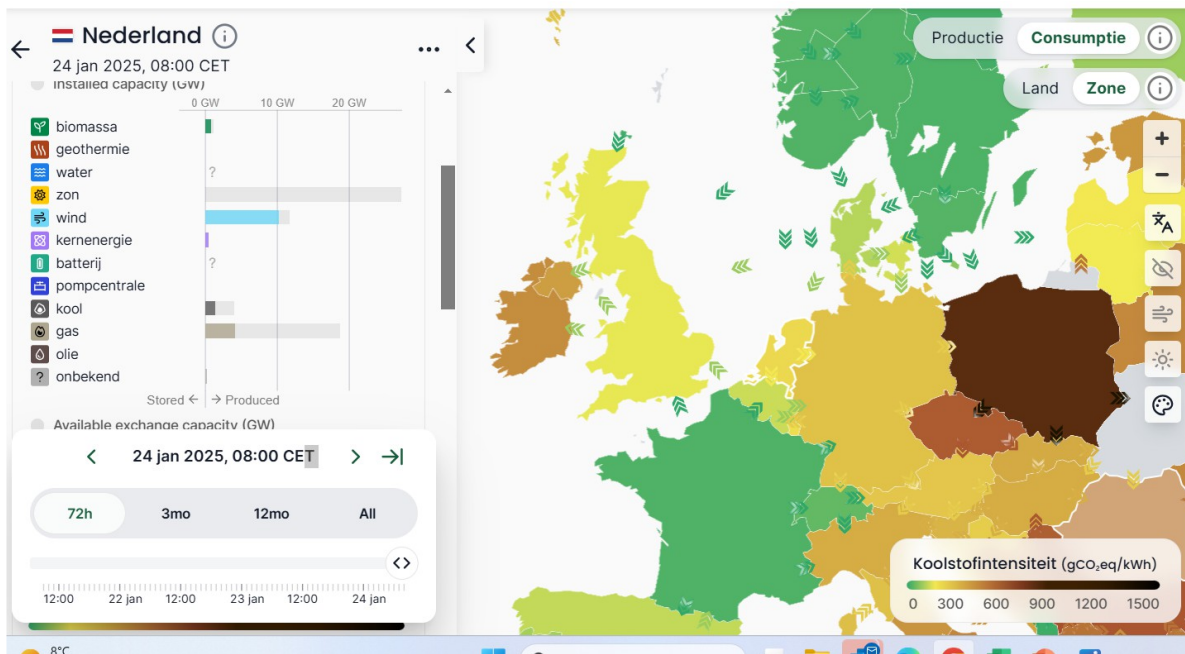 Nederland
24 jan 2025, 08:00 CET
Installed capacity (GW)
0 GW 10 GW 20 GW
biomassa
geothermie
water ?
zon
wind
kernenergie
batterij ?
pompcentrale
kool
gas
olie
? onbekend
Stored ← → Produced
Available exchange capacity (GW)
24 jan 2025, 08:00 CET
72h 3mo 12mo All
12:00 22 jan 12:00 23 jan 12:00 24 jan
8°C
Productie Consumptie
Land Zone
Koolstofintensiteit (gCO₂eq/kWh)
0 300 600 900 1200 1500